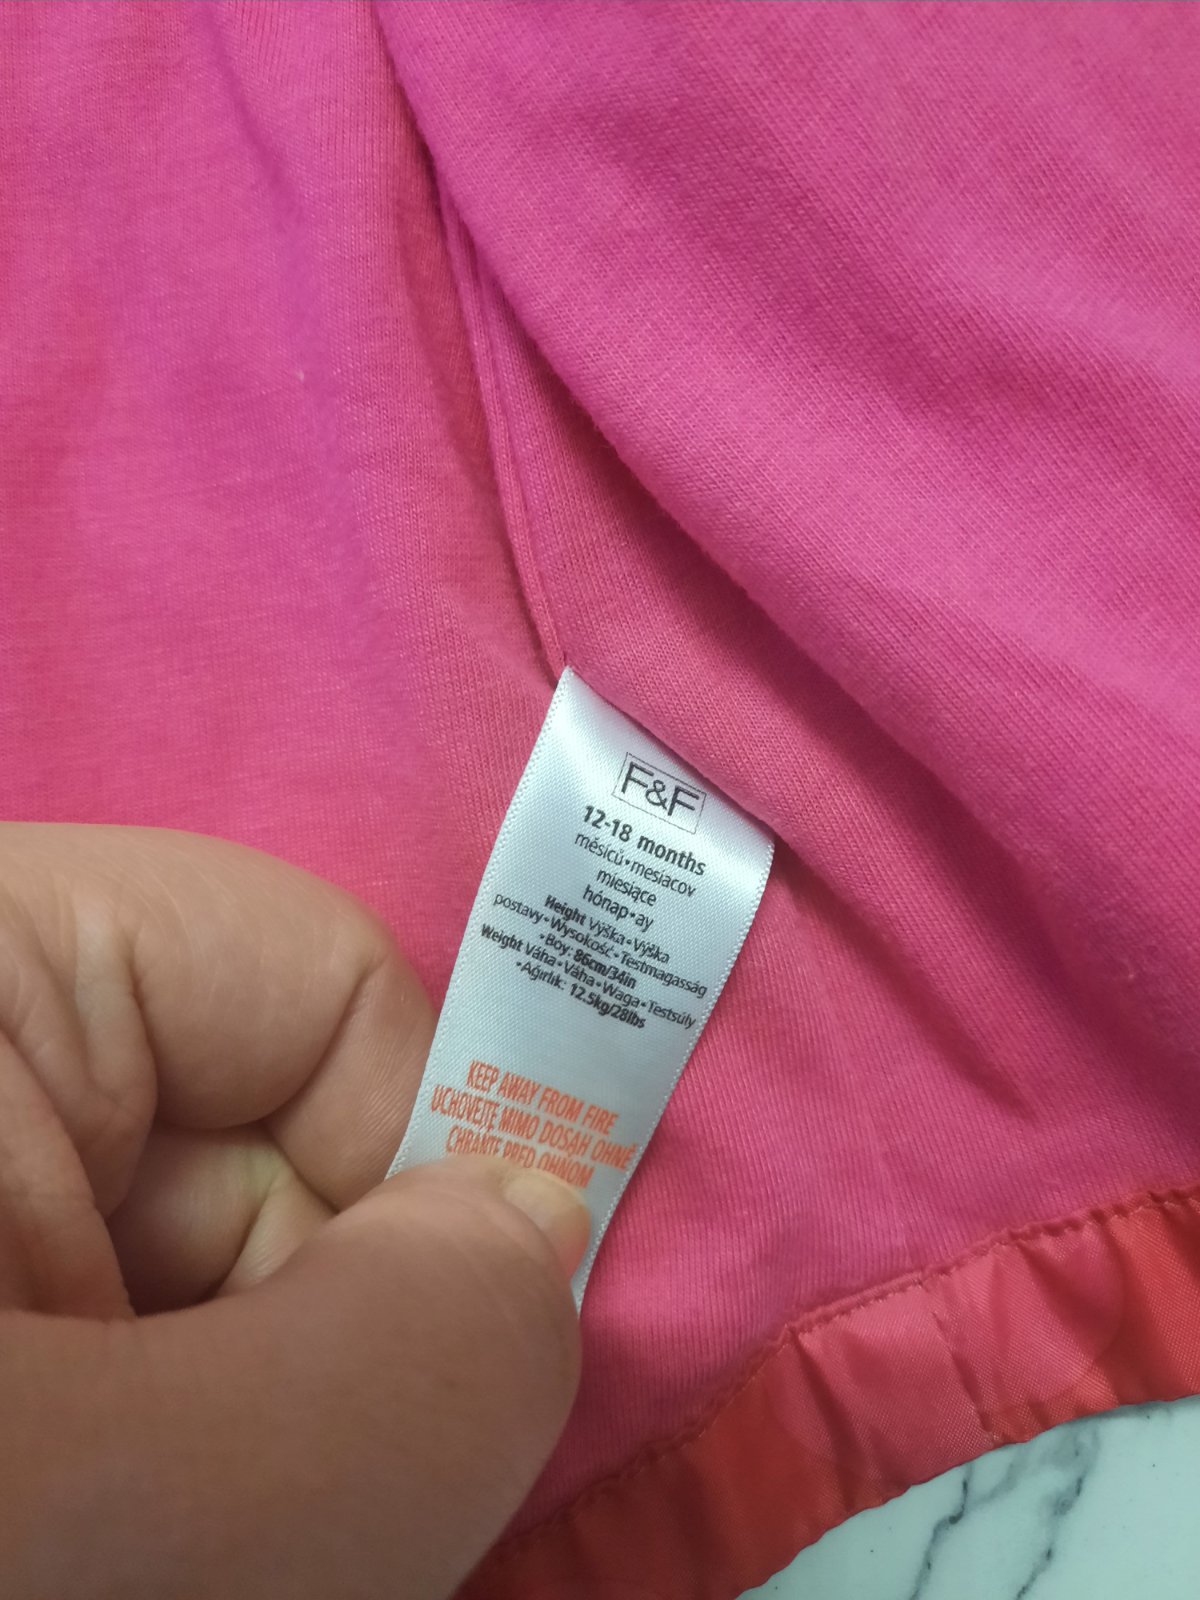 F&F
12-18 months
měsíců•mesiacov
miesiące
hónap•ay
Height Výška•Výška
postavy•Wysokość•Testmagasság
•Boy: 86cm/34in
Weight Váha•Váha•Waga•Testsúly
•Ağırlık: 12.5kg/28lbs
KEEP AWAY FROM FIRE
UCHOVEJTE MIMO DOSAH OHNĚ
CHRÁNTE PRED OHŇOM